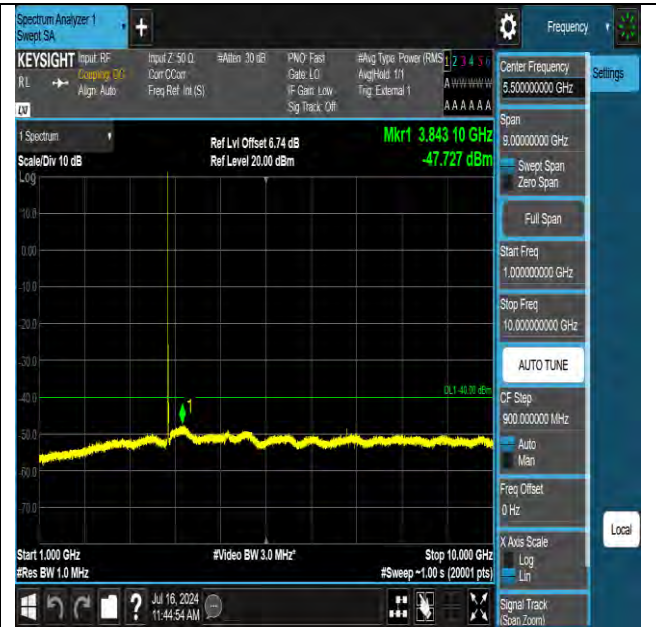 Spectrum Analyzer 1
Swept SA
+
Frequency
KEYSIGHT
RL
LXI
Input: RF
Coupling: DC
Align: Auto
Input Z: 50 Ω
Corr CCorr
Freq Ref: Int (S)
#Atten: 30 dB
PNO: Fast
Gate: LO
IF Gain: Low
Sig Track: Off
#Avg Type: Power (RMS
Avg|Hold: 1/1
Trig: External 1
1 2 3 4 5 6
A W W W W W
A A A A A A
Center Frequency
5.500000000 GHz
Settings
1 Spectrum
Scale/Div 10 dB
Log
Ref Lvl Offset 6.74 dB
Ref Level 20.00 dBm
Mkr1 3.843 10 GHz
-47.727 dBm
Span
9.00000000 GHz
Swept Span
Zero Span
Full Span
Start Freq
1.000000000 GHz
Stop Freq
10.000000000 GHz
AUTO TUNE
CF Step
900.000000 MHz
Auto
Man
Freq Offset
0 Hz
X Axis Scale
Log
Lin
Local
Signal Track
(Span Zoom)
10.0
0.00
-10.0
-20.0
-30.0
-40.0
-50.0
-60.0
-70.0
DL1 -40.00 dBm
1
Start 1.000 GHz
#Res BW 1.0 MHz
#Video BW 3.0 MHz*
Stop 10.000 GHz
#Sweep ~1.00 s (20001 pts)
?
Jul 16, 2024
11:44:54 AM